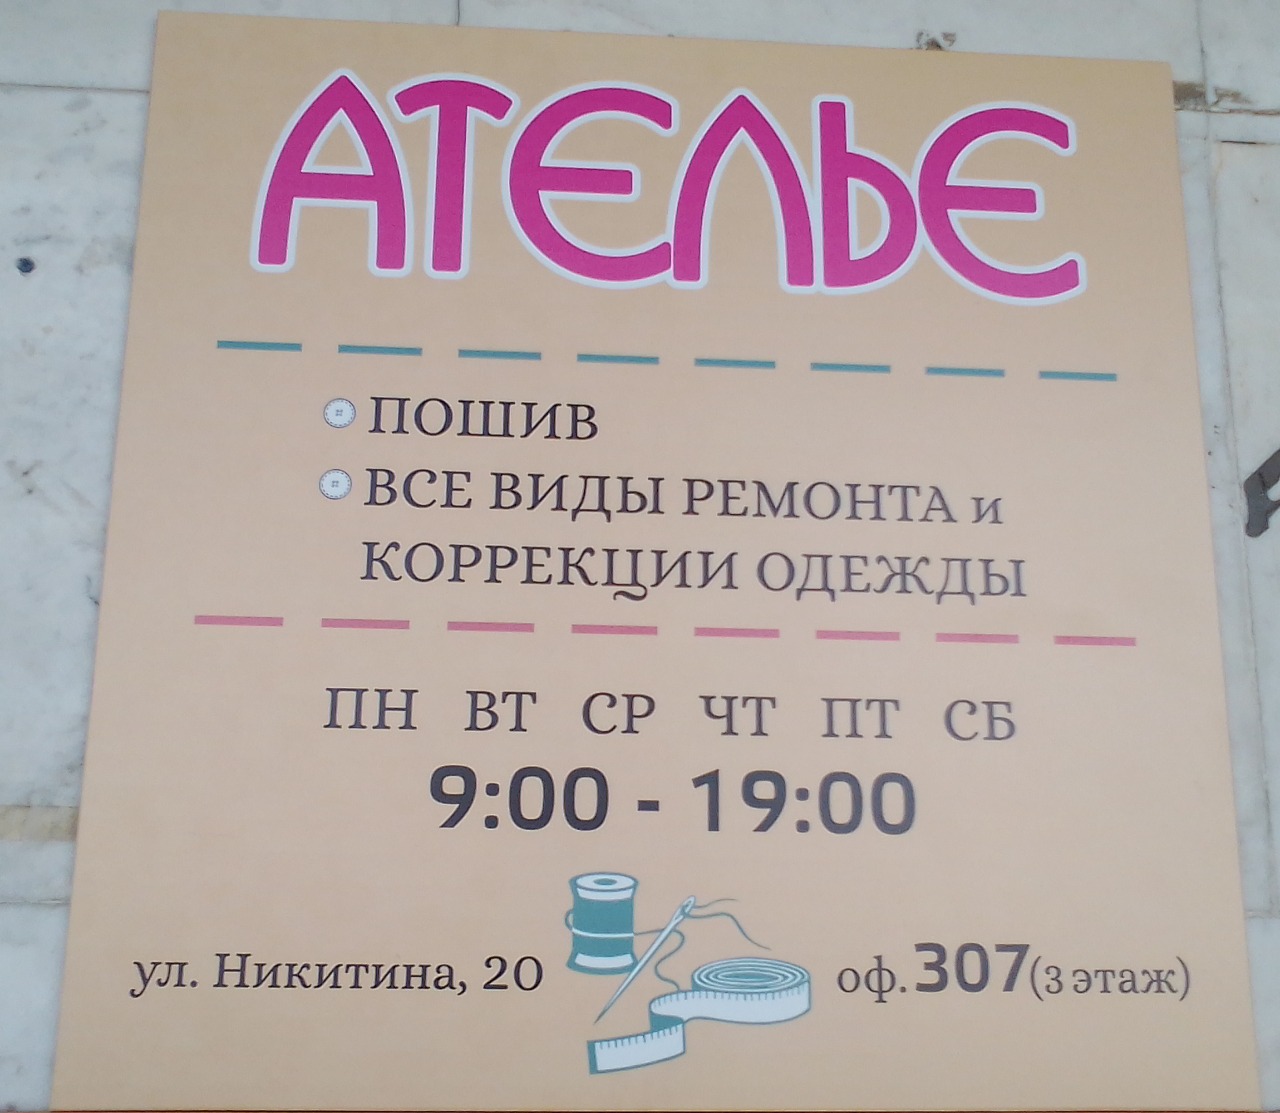 АТЕЛЬЕ
ПОШИВ
ВСЕ ВИДЫ РЕМОНТА и
КОРРЕКЦИИ ОДЕЖДЫ
ПН ВТ СР ЧТ ПТ СБ
9:00 - 19:00
ул. Никитина, 20 оф. 307 (3 этаж)